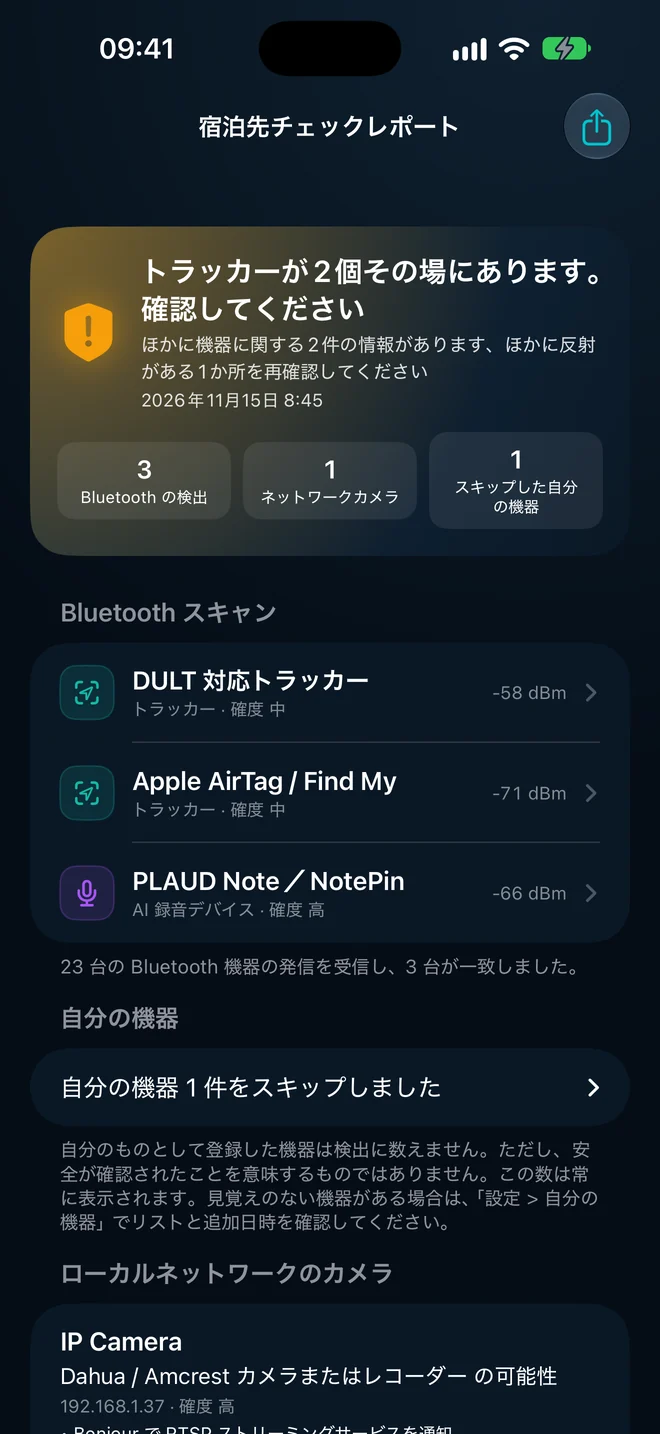 09:41
宿泊先チェックレポート
トラッカーが2個その場にあります。
確認してください
ほかに機器に関する2件の情報があります、ほかに反射
がある1か所を再確認してください
2026年11月15日 8:45
3
Bluetooth の検出
1
ネットワークカメラ
1
スキップした自分
の機器
Bluetooth スキャン
DULT 対応トラッカー
トラッカー · 確度 中
-58 dBm
Apple AirTag / Find My
トラッカー · 確度 中
-71 dBm
PLAUD Note／NotePin
AI 録音デバイス · 確度 高
-66 dBm
23 台の Bluetooth 機器の発信を受信し、3 台が一致しました。
自分の機器
自分の機器 1 件をスキップしました
自分のものとして登録した機器は検出に数えません。ただし、安
全が確認されたことを意味するものではありません。この数は常
に表示されます。見覚えのない機器がある場合は、「設定 > 自分の
機器」でリストと追加日時を確認してください。
ローカルネットワークのカメラ
IP Camera
Dahua / Amcrest カメラまたはレコーダー の可能性
192.168.1.37 · 確度 高
· Bonjour で RTSP ストリーミングサービスを通知